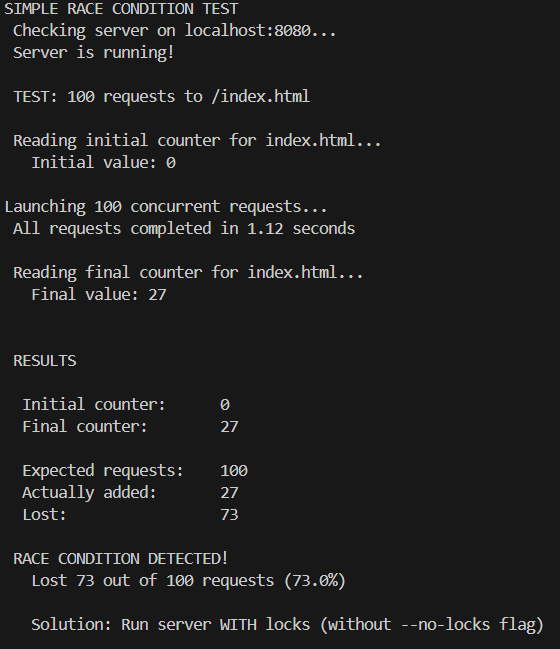 SIMPLE RACE CONDITION TEST
Checking server on localhost:8080...
Server is running!
TEST: 100 requests to /index.html
Reading initial counter for index.html...
Initial value: 0
Launching 100 concurrent requests...
All requests completed in 1.12 seconds
Reading final counter for index.html...
Final value: 27
RESULTS
Initial counter: 0
Final counter: 27
Expected requests: 100
Actually added: 27
Lost: 73
RACE CONDITION DETECTED!
Lost 73 out of 100 requests (73.0%)
Solution: Run server WITH locks (without --no-locks flag)